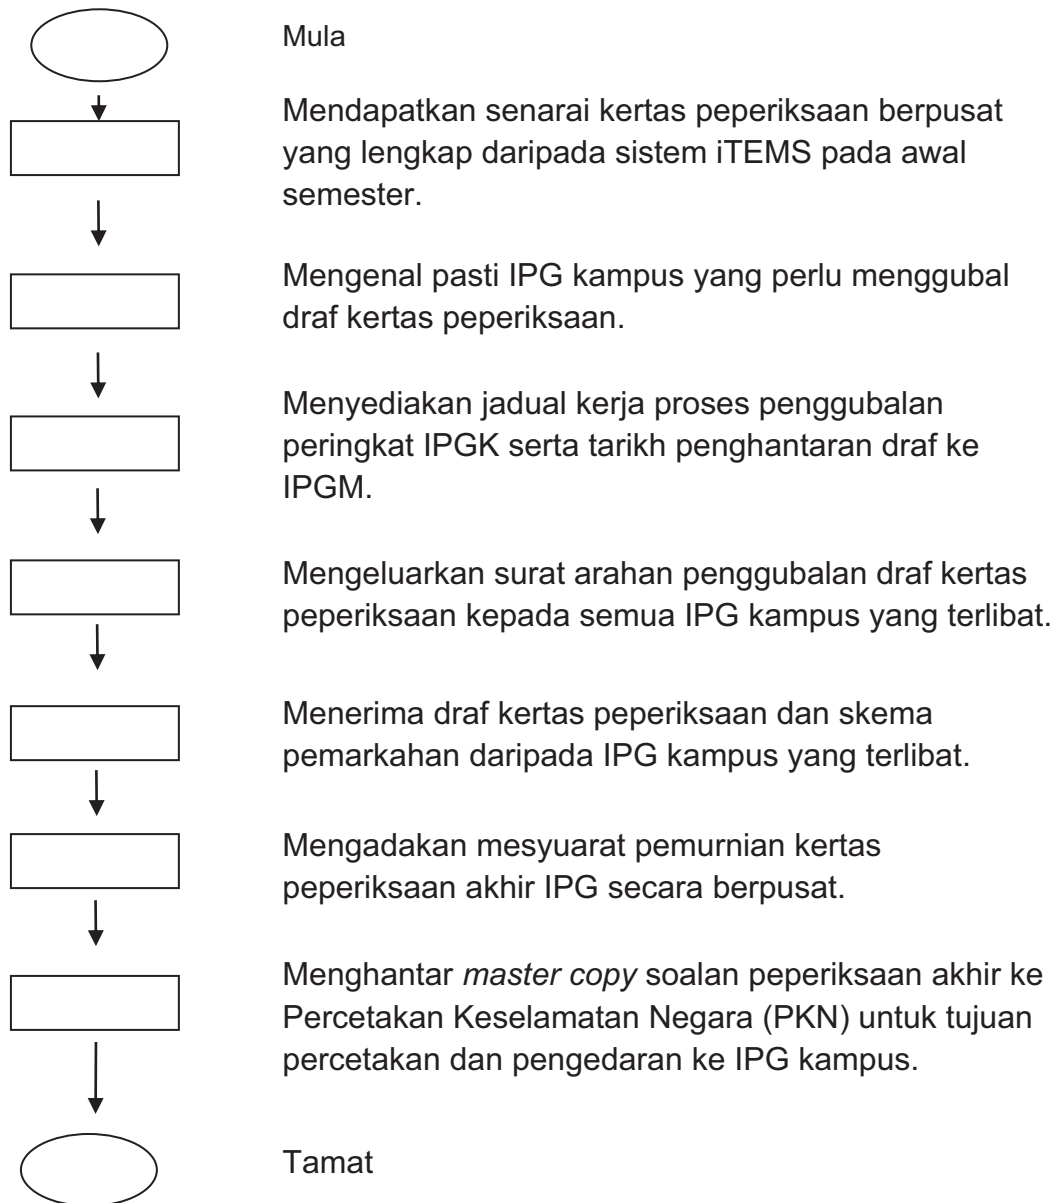 Mula
Mendapatkan senarai kertas peperiksaan berpusat
yang lengkap daripada sistem iTEMS pada awal
semester.
Mengenal pasti IPG kampus yang perlu menggubal
draf kertas peperiksaan.
Menyediakan jadual kerja proses penggubalan
peringkat IPGK serta tarikh penghantaran draf ke
IPGM.
Mengeluarkan surat arahan penggubalan draf kertas
peperiksaan kepada semua IPG kampus yang terlibat.
Menerima draf kertas peperiksaan dan skema
pemarkahan daripada IPG kampus yang terlibat.
Mengadakan mesyuarat pemurnian kertas
peperiksaan akhir IPG secara berpusat.
Menghantar master copy soalan peperiksaan akhir ke
Percetakan Keselamatan Negara (PKN) untuk tujuan
percetakan dan pengedaran ke IPG kampus.
Tamat